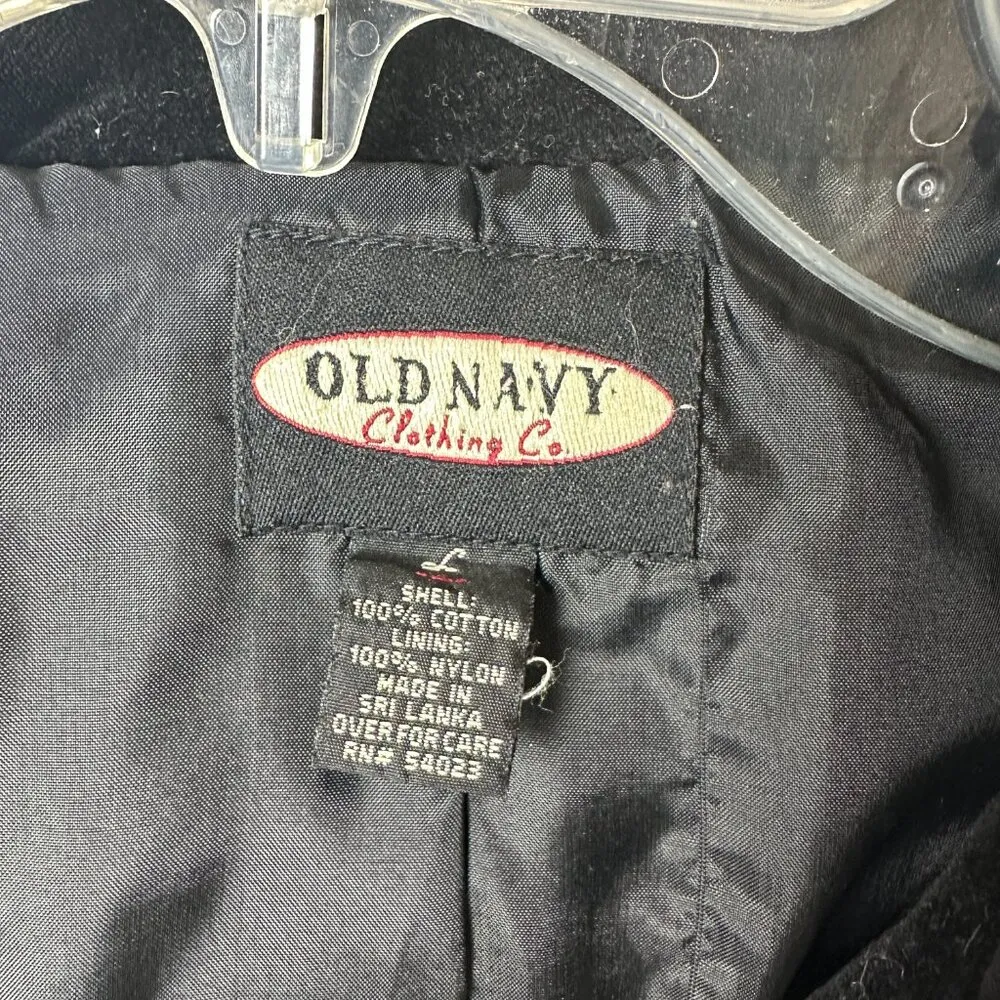 OLD NAVY
Clothing Co.
L
SHELL:
100% COTTON
LINING:
100% NYLON
MADE IN
SRI LANKA
OVER FOR CARE
RN# 54023